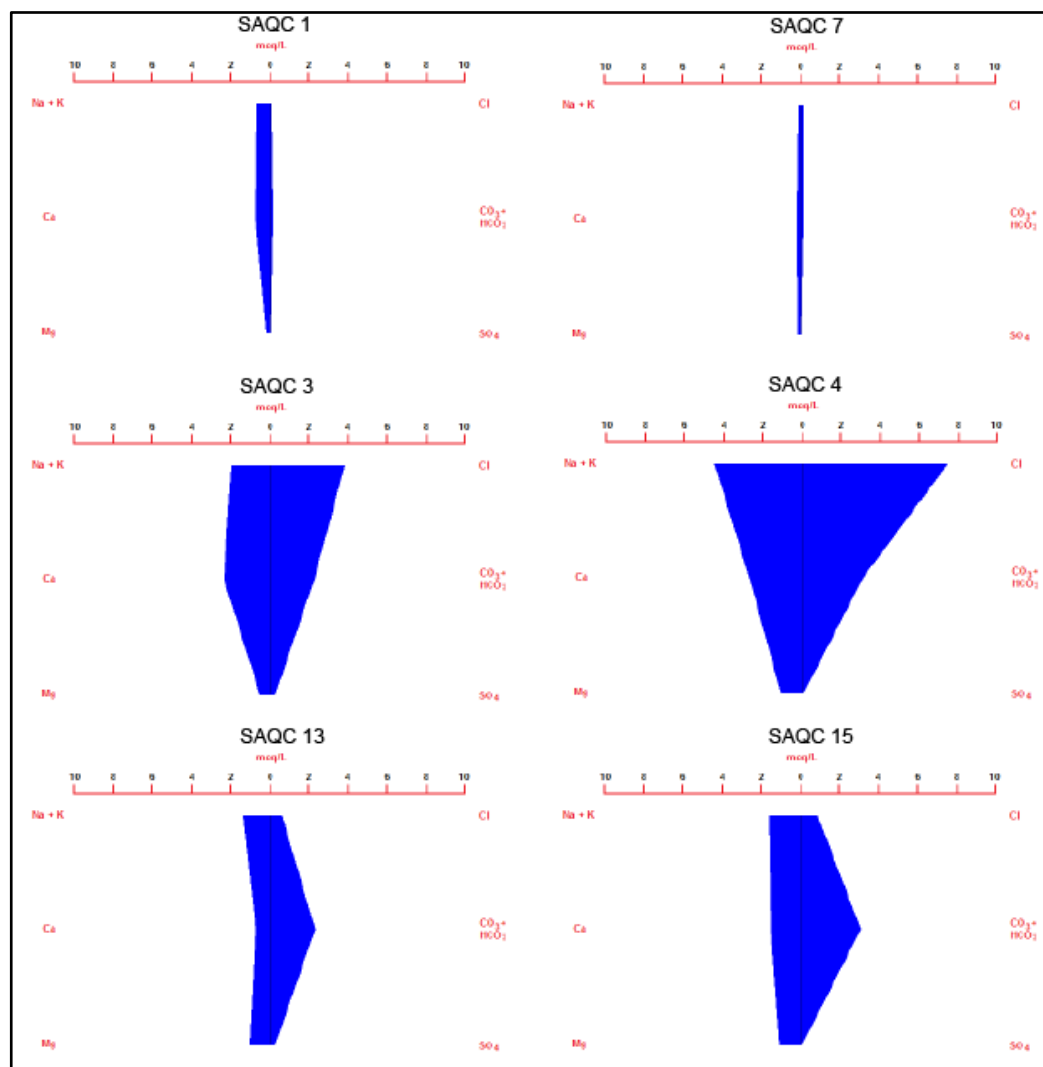 SAQC 1
meq/L
10 8 6 4 2 0 2 4 6 8 10
Na + K Cl
Ca CO₃+
HCO₃
Mg SO₄
SAQC 7
meq/L
10 8 6 4 2 0 2 4 6 8 10
Na + K Cl
Ca CO₃+
HCO₃
Mg SO₄
SAQC 3
meq/L
10 8 6 4 2 0 2 4 6 8 10
Na + K Cl
Ca CO₃+
HCO₃
Mg SO₄
SAQC 4
meq/L
10 8 6 4 2 0 2 4 6 8 10
Na + K Cl
Ca CO₃+
HCO₃
Mg SO₄
SAQC 13
meq/L
10 8 6 4 2 0 2 4 6 8 10
Na + K Cl
Ca CO₃+
HCO₃
Mg SO₄
SAQC 15
meq/L
10 8 6 4 2 0 2 4 6 8 10
Na + K Cl
Ca CO₃+
HCO₃
Mg SO₄